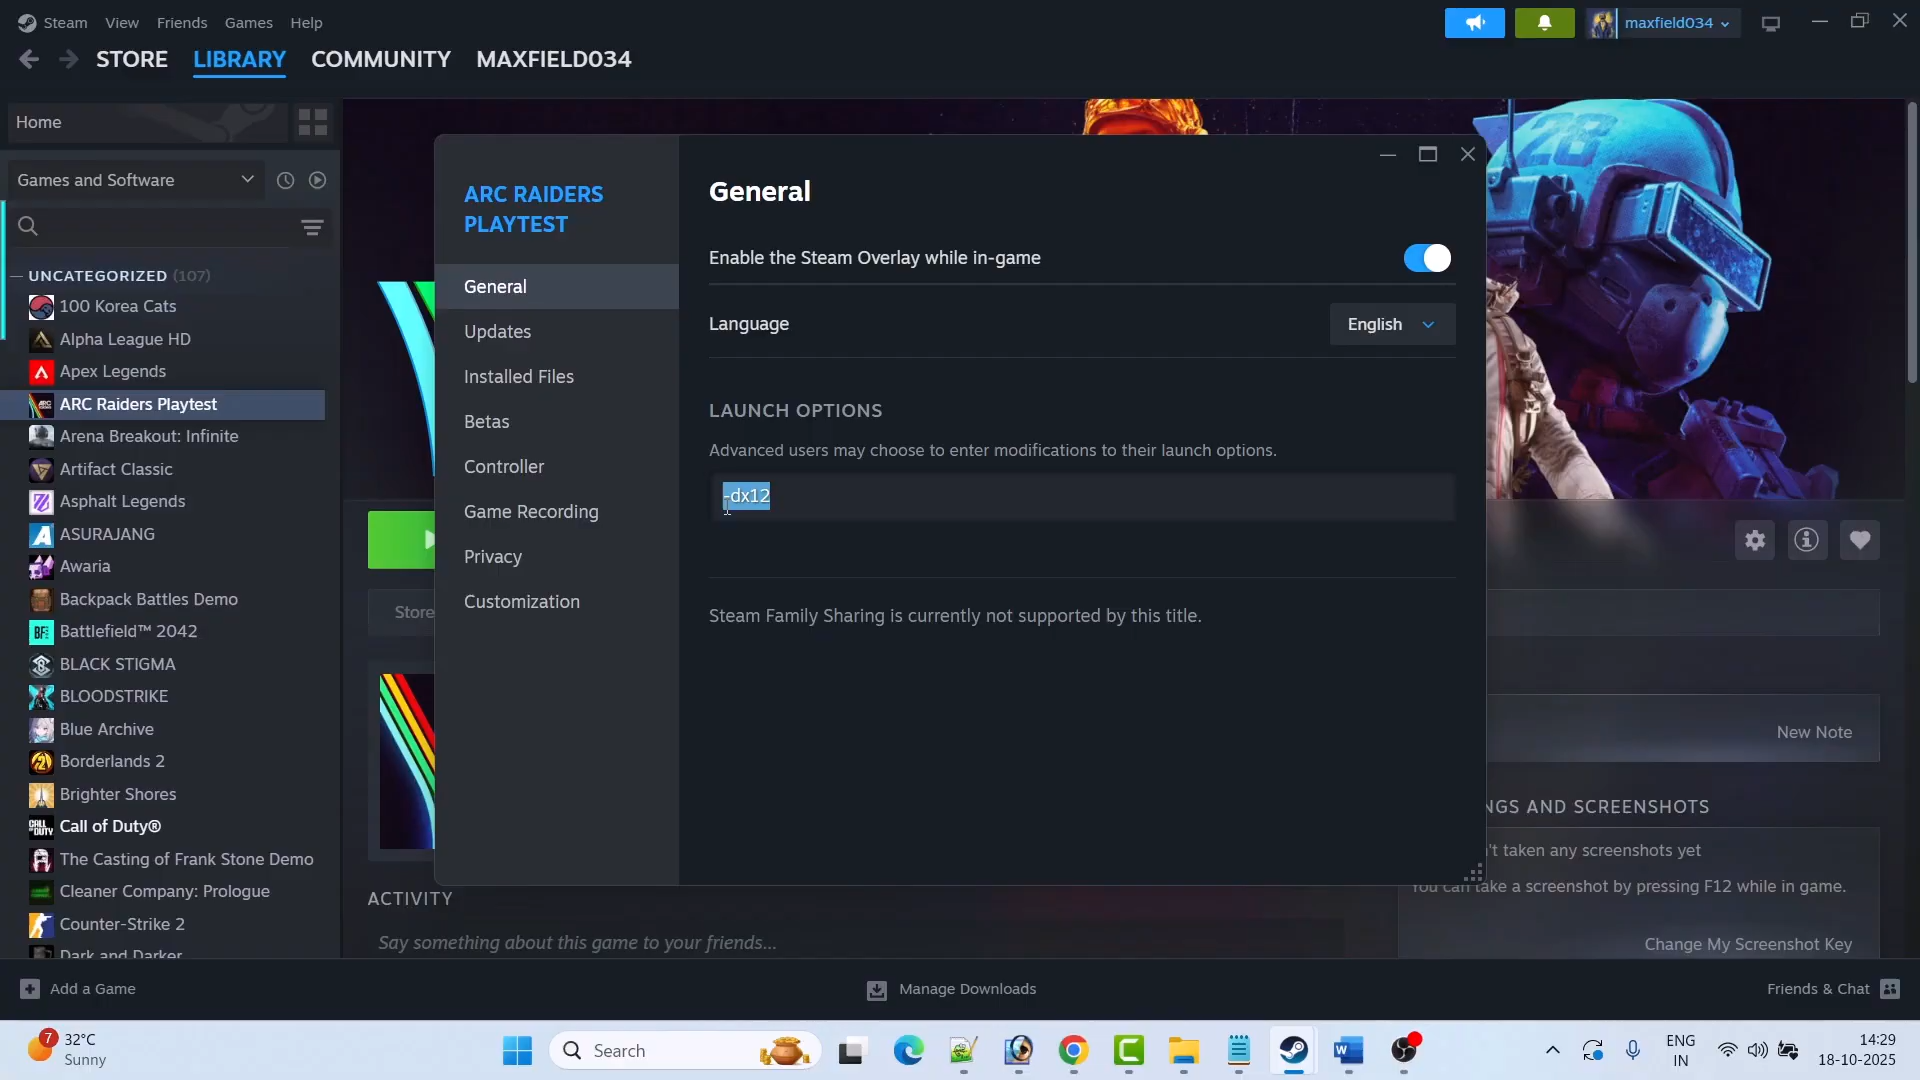 Steam
View
Friends
Games
Help
maxfield034
STORE
LIBRARY
COMMUNITY
MAXFIELD034
Home
Games and Software
UNCATEGORIZED (107)
100 Korea Cats
Alpha League HD
Apex Legends
ARC Raiders Playtest
Arena Breakout: Infinite
Artifact Classic
Asphalt Legends
ASURAJANG
Awaria
Backpack Battles Demo
Battlefield™ 2042
BLACK STIGMA
BLOODSTRIKE
Blue Archive
Borderlands 2
Brighter Shores
Call of Duty®
The Casting of Frank Stone Demo
Cleaner Company: Prologue
Counter-Strike 2
Dark and Darker
ARC RAIDERS
PLAYTEST
General
Updates
Installed Files
Betas
Controller
Game Recording
Privacy
Customization
General
Enable the Steam Overlay while in-game
Language
English
LAUNCH OPTIONS
Advanced users may choose to enter modifications to their launch options.
-dx12
Steam Family Sharing is currently not supported by this title.
28
Store
New Note
NGS AND SCREENSHOTS
't taken any screenshots yet
You can take a screenshot by pressing F12 while in game.
Change My Screenshot Key
ACTIVITY
Say something about this game to your friends...
Add a Game
Manage Downloads
Friends & Chat
7
32°C
Sunny
Search
ENG
IN
14:29
18-10-2025